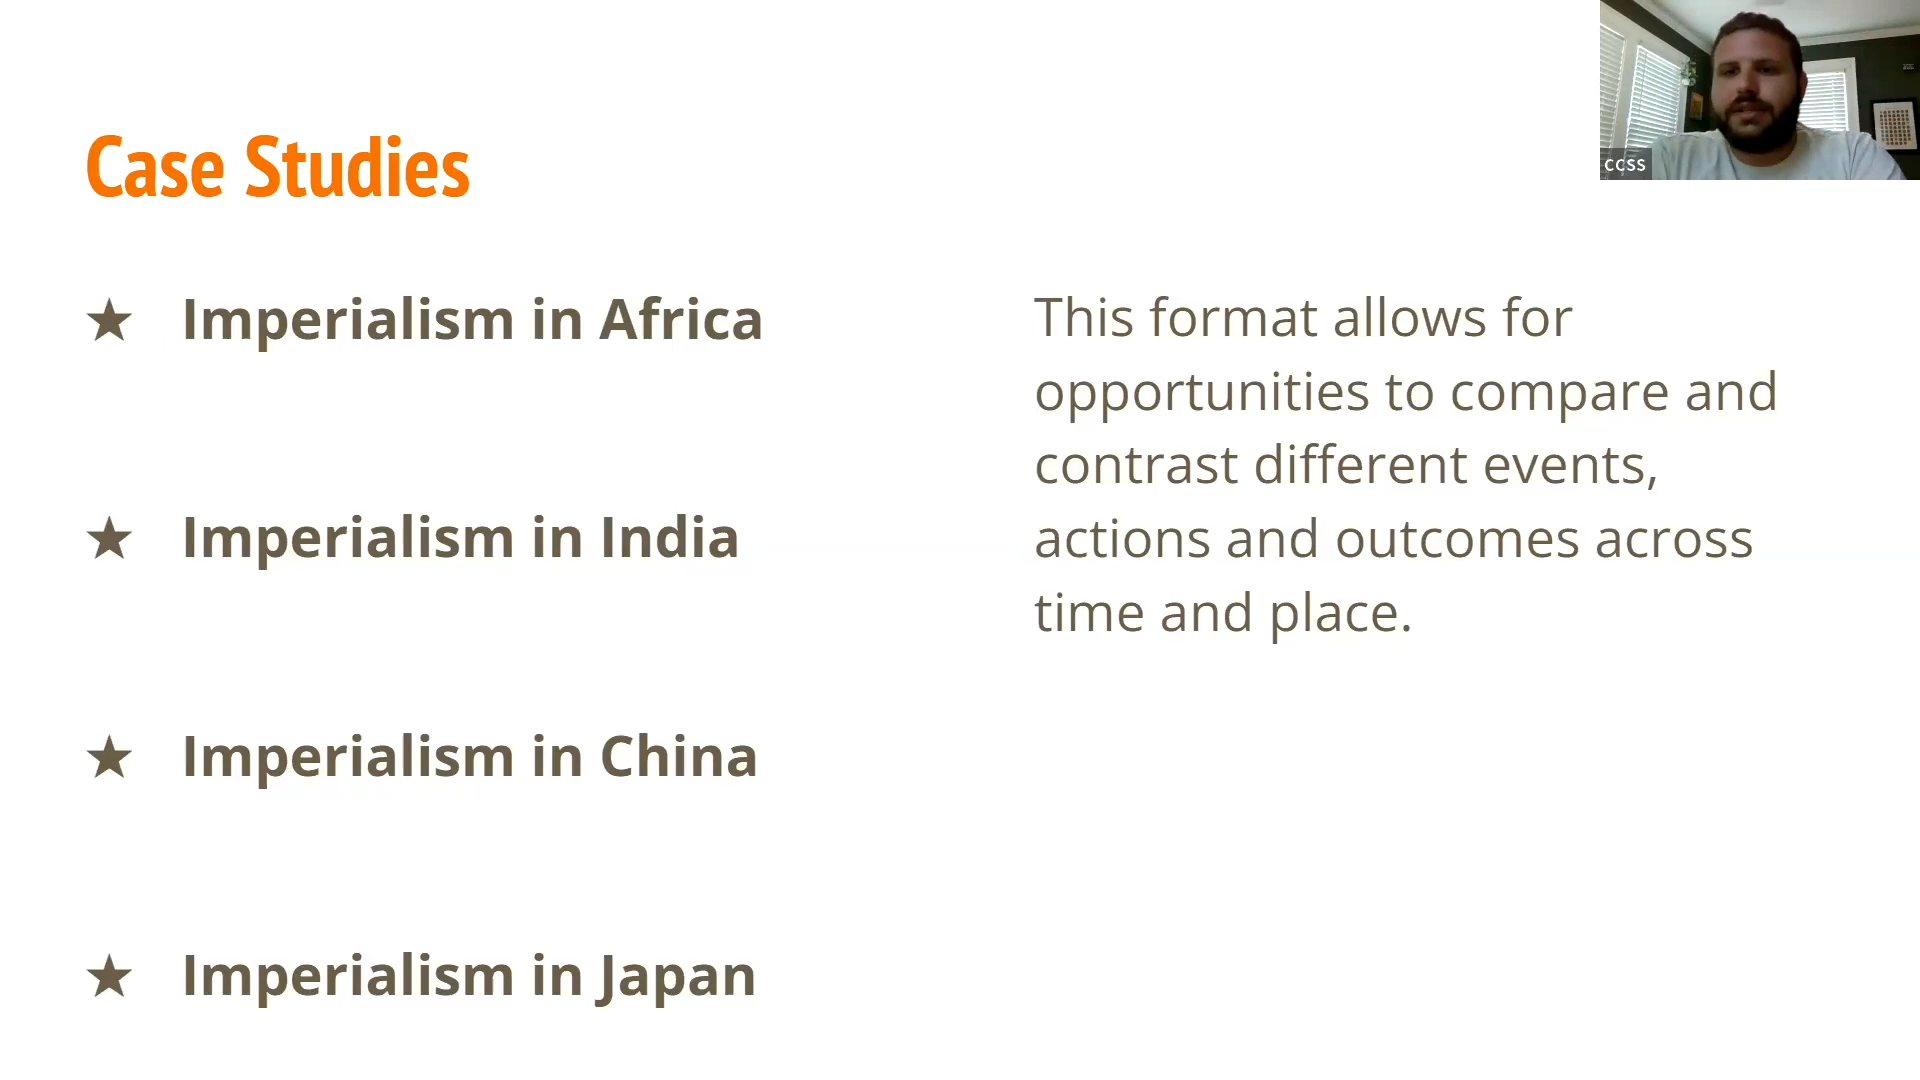 Case Studies
★ Imperialism in Africa
★ Imperialism in India
★ Imperialism in China
★ Imperialism in Japan
This format allows for
opportunities to compare and
contrast different events,
actions and outcomes across
time and place.
CCSS